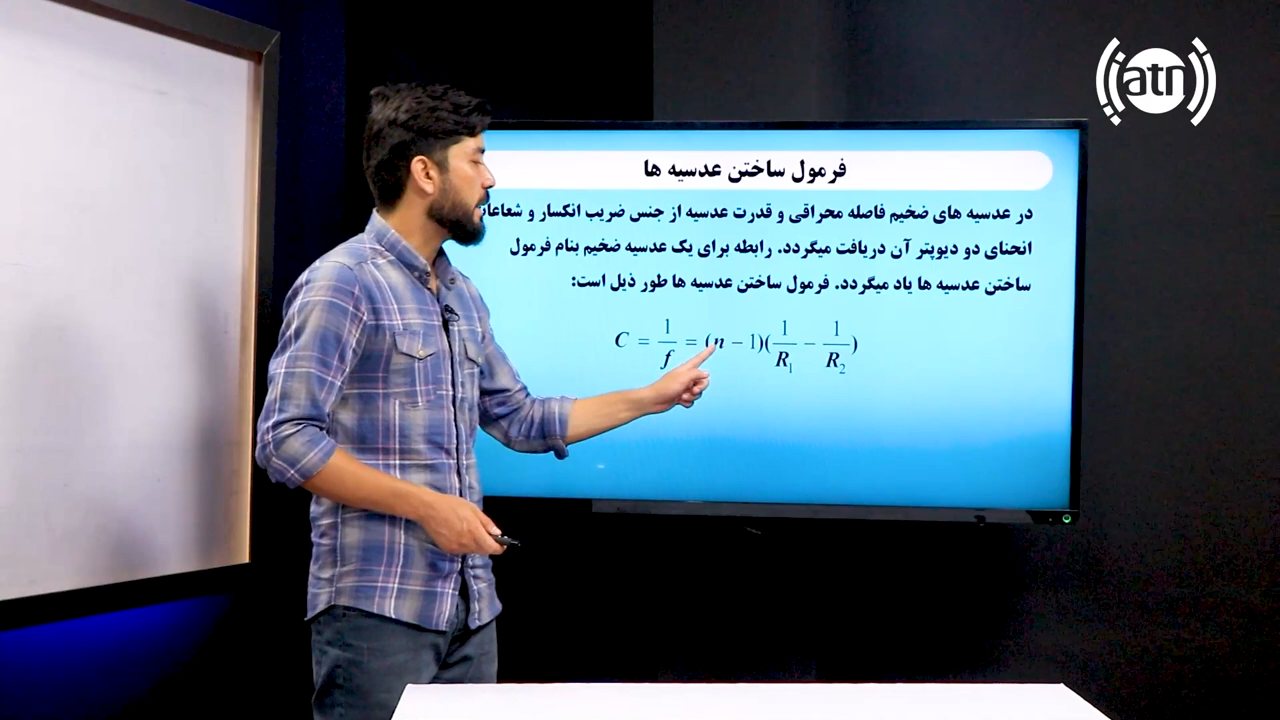 atn
فرمول ساختن عدسیه ها
در عدسیه های ضخیم فاصله محراقی و قدرت عدسیه از جنس ضریب انکسار و
انحنای دو دیوپتر آن دریافت میگردد. رابطه برای یک عدسیه ضخیم بنام فرمول
ساختن عدسیه ها یاد میگردد. فرمول ساختن عدسیه ها طور ذیل است:
C = 1/f = (n − 1)(1/R₁ − 1/R₂)